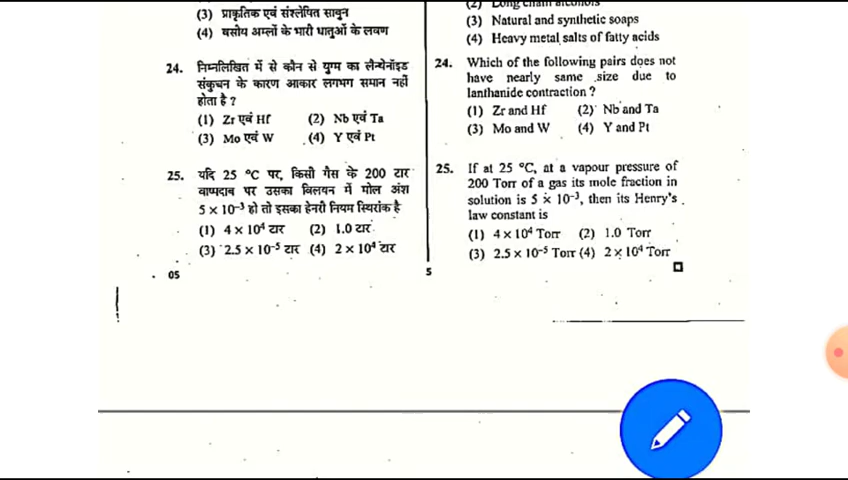 (3) प्राकृतिक एवं संश्लेषित साबुन
(4) वसीय अम्लों के भारी धातुओं के लवण
24. निम्नलिखित में से कौन से युग्म का लैन्थेनॉइड
संकुचन के कारण आकार लगभग समान नहीं
होता है ?
(1) Zr एवं Hf (2) Nb एवं Ta
(3) Mo एवं W (4) Y एवं Pt
25. यदि 25 °C पर, किसी गैस के 200 टार
वाष्पदाब पर उसका विलयन में मोल अंश
5 × 10⁻³ हो तो इसका हेनरी नियम स्थिरांक है
(1) 4 × 10⁴ टार (2) 1.0 टार
(3) 2.5 × 10⁻⁵ टार (4) 2 × 10⁴ टार
05
(2) Long chain alcohols
(3) Natural and synthetic soaps
(4) Heavy metal salts of fatty acids
24. Which of the following pairs does not
have nearly same size due to
lanthanide contraction ?
(1) Zr and Hf (2) Nb and Ta
(3) Mo and W (4) Y and Pt
25. If at 25 °C, at a vapour pressure of
200 Torr of a gas its mole fraction in
solution is 5 × 10⁻³, then its Henry's
law constant is
(1) 4 × 10⁴ Torr (2) 1.0 Torr
(3) 2.5 × 10⁻⁵ Torr (4) 2 × 10⁴ Torr
5